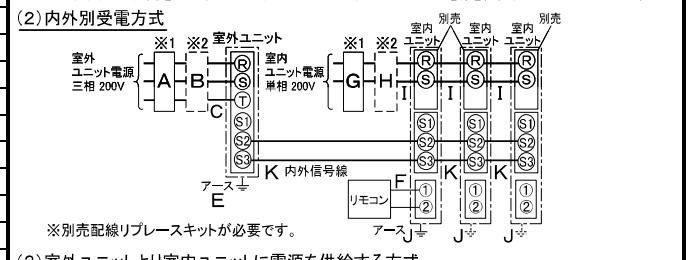 (2)内外別受電方式
※1 ※2 室外ユニット
室外
ユニット電源
三相 200V
A B
R
S
T
S1
S2
S3
C
アース
E
※1 ※2
室内
ユニット電源
単相 200V
G H
室内
ユニット
別売
室内
ユニット
室内
ユニット
別売
R R R
S S S
I I I
S1 S1 S1
S2 S2 S2
S3 S3 S3
K 内外信号線
K K
リモコン
F
① ① ①
② ② ②
アース J J J
※別売配線リプレースキットが必要です。
(3)室外ユニットより室内ユニットに電源を供給する方式